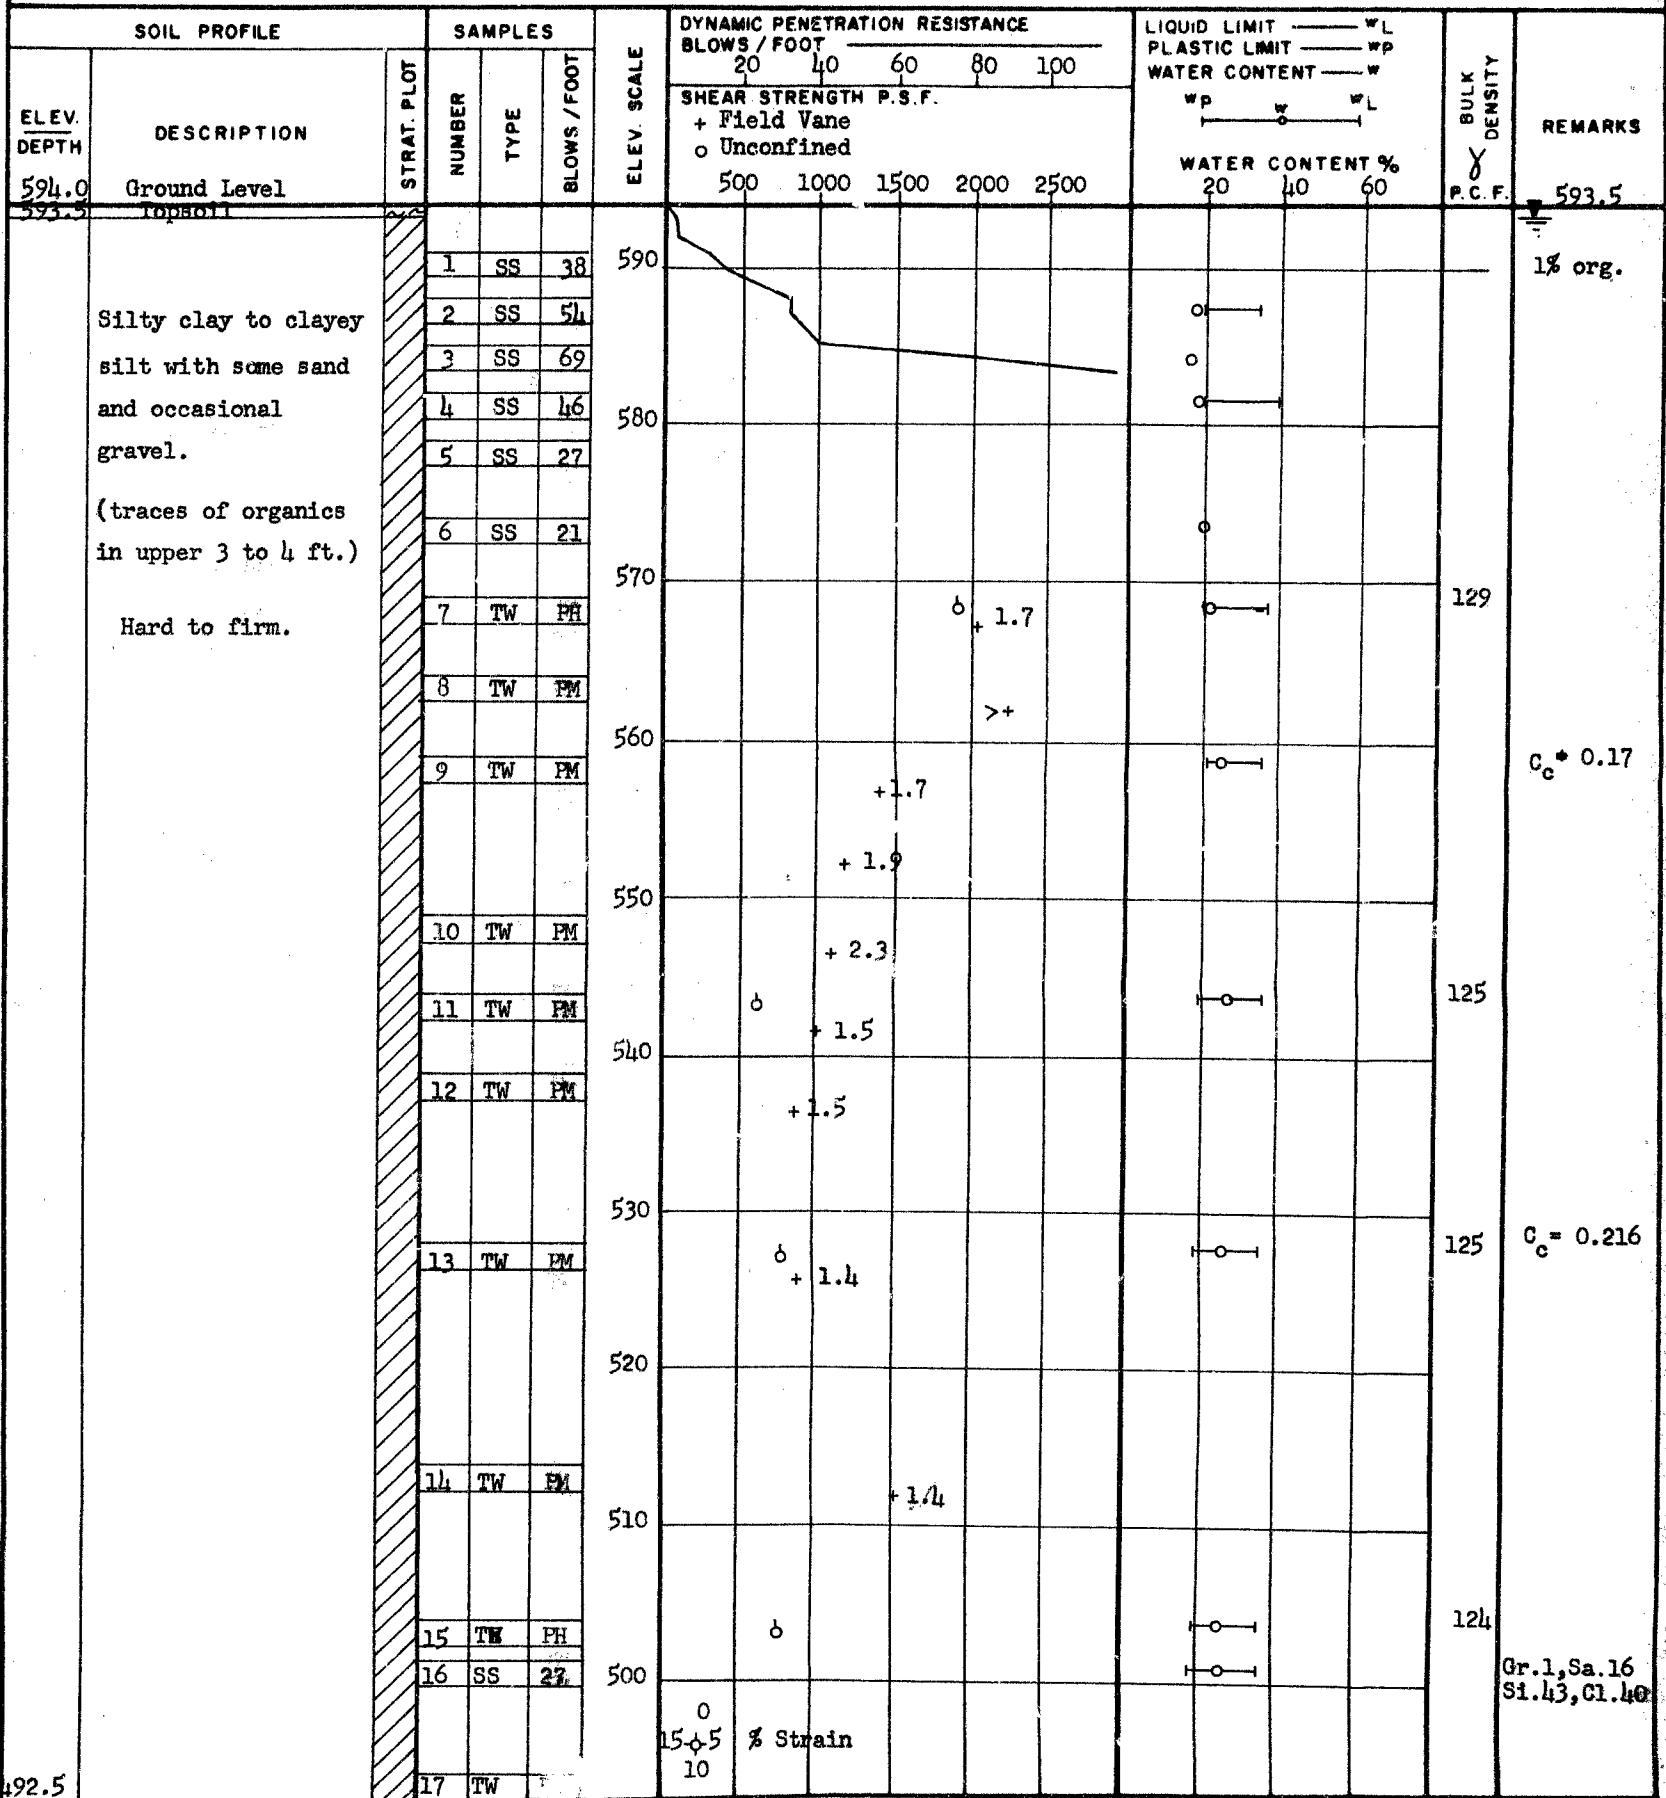 SOIL PROFILE
SAMPLES
DYNAMIC PENETRATION RESISTANCE
BLOWS / FOOT
20 40 60 80 100
SHEAR STRENGTH P.S.F.
+ Field Vane
o Unconfined
500 1000 1500 2000 2500
LIQUID LIMIT wL
PLASTIC LIMIT wP
WATER CONTENT w
wP w wL
WATER CONTENT %
20 40 60
BULK DENSITY
γ
P.C.F.
REMARKS
ELEV.
DEPTH
DESCRIPTION
STRAT. PLOT
NUMBER
TYPE
BLOWS / FOOT
ELEV. SCALE
594.0 Ground Level
593.5 Topsoil
593.5
1 SS 38
590
1% org.
Silty clay to clayey
2 SS 54
silt with some sand
3 SS 69
and occasional
4 SS 46
580
gravel.
5 SS 27
(traces of organics
6 SS 21
in upper 3 to 4 ft.)
570
129
7 TW PH
1.7
Hard to firm.
8 TW PM
>+
560
9 TW PM
Cc = 0.17
1.7
1.9
550
10 TW PM
2.3
11 TW PM
125
1.5
540
12 TW PM
1.5
530
13 TW PM
125
Cc = 0.216
1.4
520
14 TW PM
1.4
510
15 TW PH
124
16 SS 27
500
Gr.1,Sa.16
Si.43,Cl.40
0
15 5 % Strain
10
492.5
17 TW